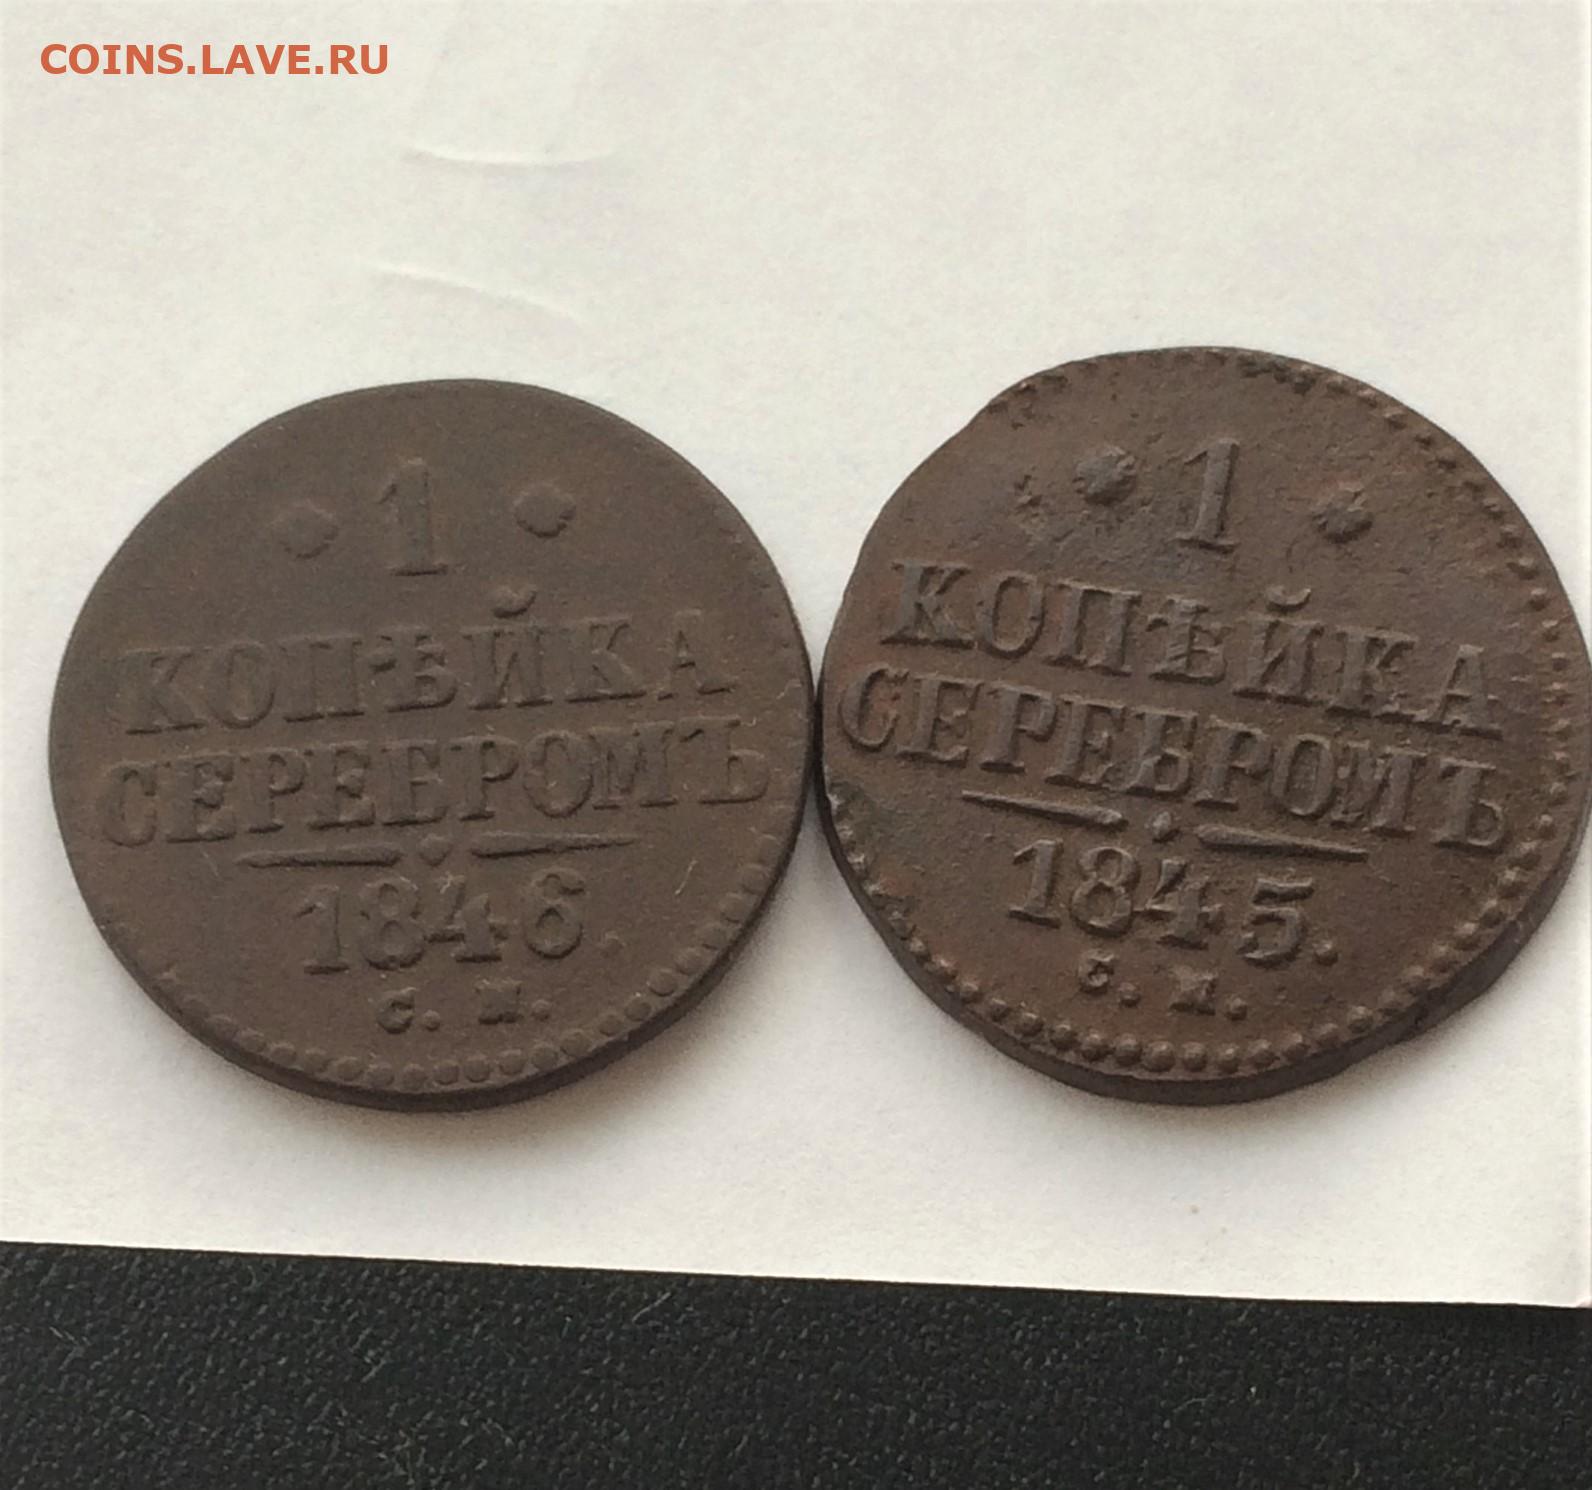 COINS.LAVE.RU
· 1 ·
КОПѢЙКА
СЕРЕБРОМЪ
1846.
С. М.
· 1 ·
КОПѢЙКА
СЕРЕБРОМЪ
1845.
С. М.